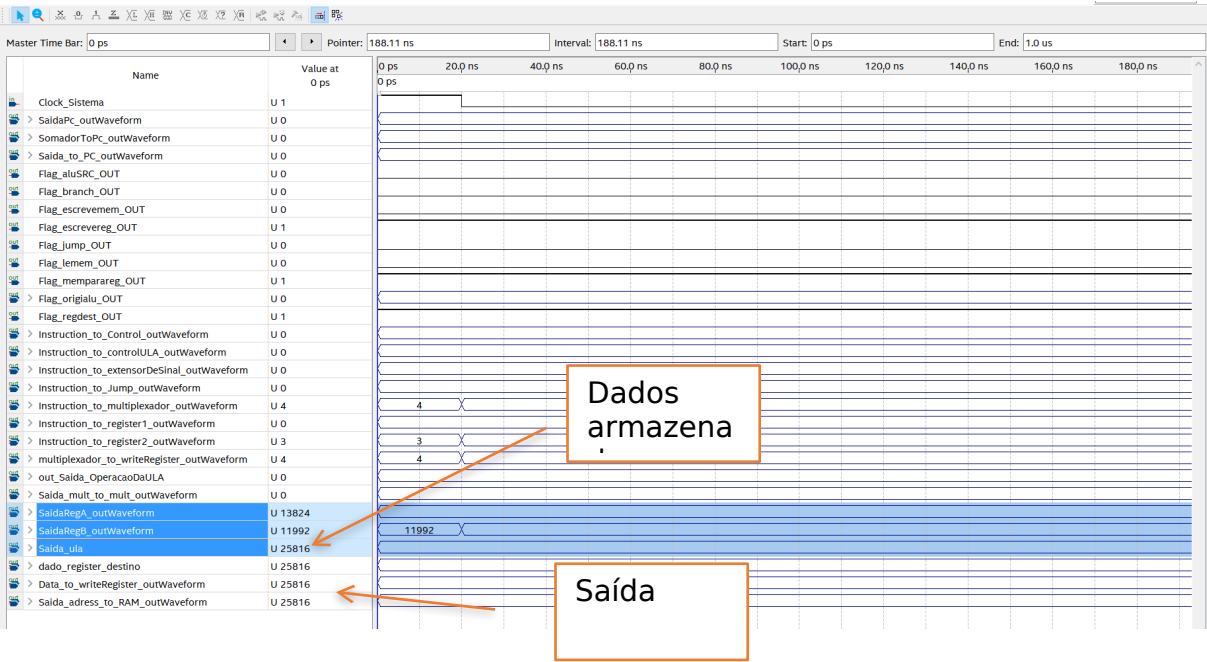 Master Time Bar: 0 ps Pointer: 188.11 ns Interval: 188.11 ns Start: 0 ps End: 1.0 us
Name Value at 0 ps 0 ps 20.0 ns 40.0 ns 60.0 ns 80.0 ns 100.0 ns 120.0 ns 140.0 ns 160.0 ns 180.0 ns
0 ps
Clock_Sistema U 1
SaidaPc_outWaveform U 0
SomadorToPc_outWaveform U 0
Saida_to_PC_outWaveform U 0
Flag_aluSRC_OUT U 0
Flag_branch_OUT U 0
Flag_escrevemem_OUT U 0
Flag_escrevereg_OUT U 1
Flag_jump_OUT U 0
Flag_lemem_OUT U 0
Flag_memparareg_OUT U 1
Flag_origialu_OUT U 0
Flag_regdest_OUT U 1
Instruction_to_Control_outWaveform U 0
Instruction_to_controlULA_outWaveform U 0
Instruction_to_extensorDeSinal_outWaveform U 0
Instruction_to_Jump_outWaveform U 0
Instruction_to_multiplexador_outWaveform U 4 4
Instruction_to_register1_outWaveform U 0
Instruction_to_register2_outWaveform U 3 3
multiplexador_to_writeRegister_outWaveform U 4 4
out_Saida_OperacaoDaULA U 0
Saida_mult_to_mult_outWaveform U 0
SaidaRegA_outWaveform U 13824
SaidaRegB_outWaveform U 11992 11992
Saida_ula U 25816
dado_register_destino U 25816
Data_to_writeRegister_outWaveform U 25816
Saida_adress_to_RAM_outWaveform U 25816
Dados
armazena
Saída